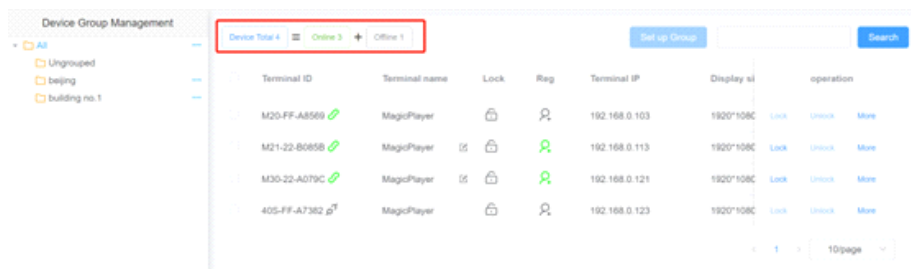 Device Group Management
All
Ungrouped
beijing
building no.1
Device Total 4 Online 3 Offline 1 Set up Group Search
Terminal ID Terminal name Lock Reg Terminal IP Display si operation
M20-FF-A8569 MagicPlayer 192.168.0.103 1920*1080 Lock Unlock More
M21-22-B085B MagicPlayer 192.168.0.113 1920*1080 Lock Unlock More
M30-22-A079C MagicPlayer 192.168.0.121 1920*1080 Lock Unlock More
40S-FF-A7382 MagicPlayer 192.168.0.123 1920*1080 Lock Unlock More
1 10/page